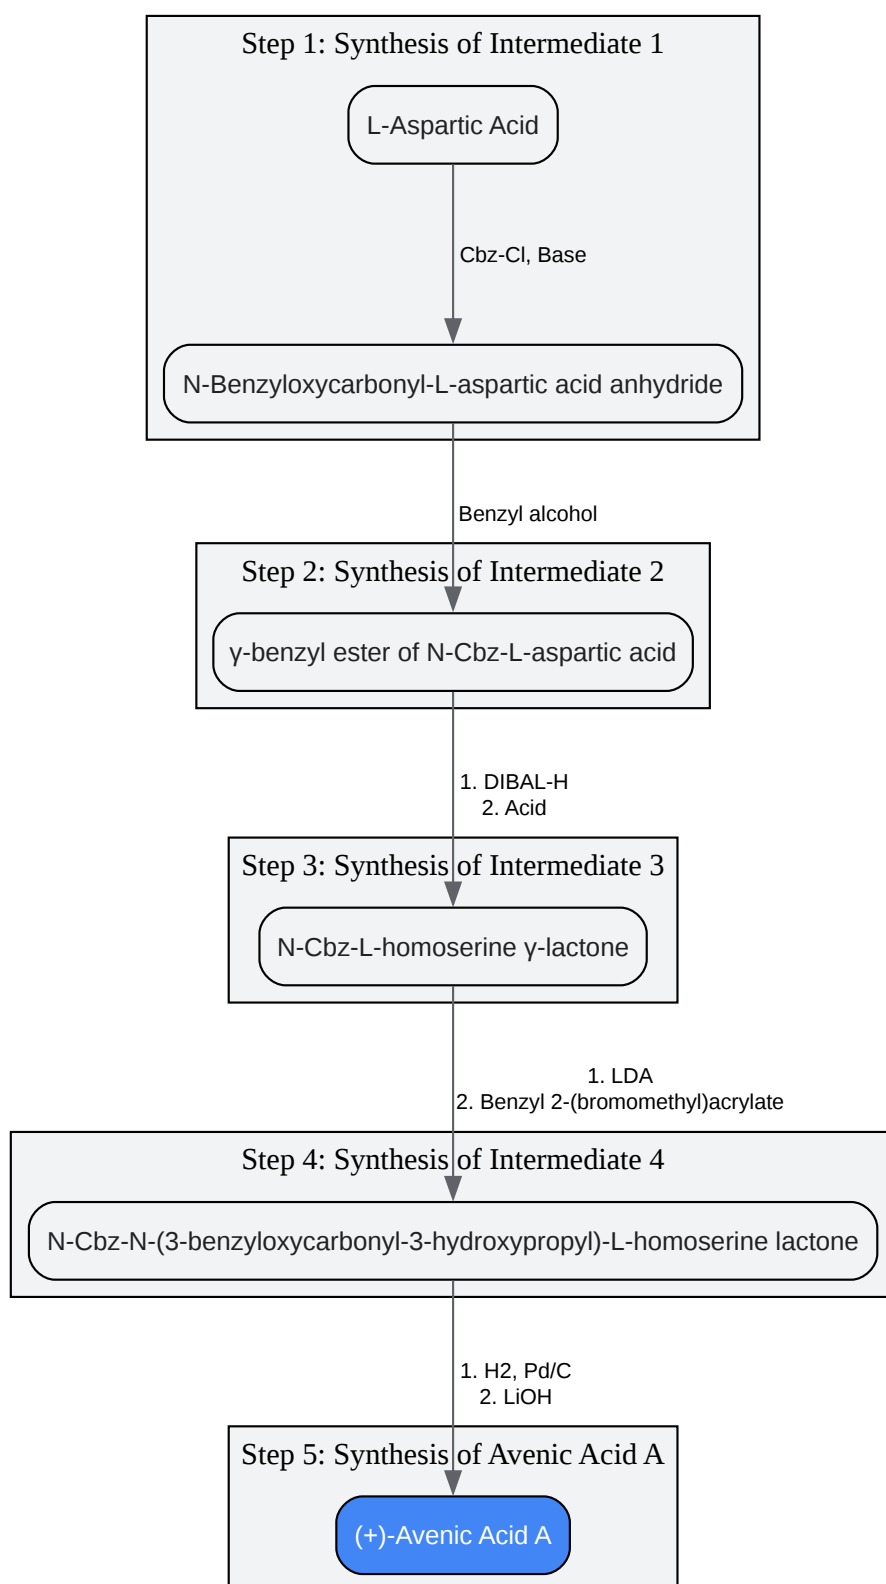 Step 1: Synthesis of Intermediate 1
L-Aspartic Acid
Cbz-Cl, Base
N-Benzyloxycarbonyl-L-aspartic acid anhydride
Benzyl alcohol
Step 2: Synthesis of Intermediate 2
γ-benzyl ester of N-Cbz-L-aspartic acid
1. DIBAL-H
2. Acid
Step 3: Synthesis of Intermediate 3
N-Cbz-L-homoserine γ-lactone
1. LDA
2. Benzyl 2-(bromomethyl)acrylate
Step 4: Synthesis of Intermediate 4
N-Cbz-N-(3-benzyloxycarbonyl-3-hydroxypropyl)-L-homoserine lactone
1. H2, Pd/C
2. LiOH
Step 5: Synthesis of Avenic Acid A
(+)-Avenic Acid A